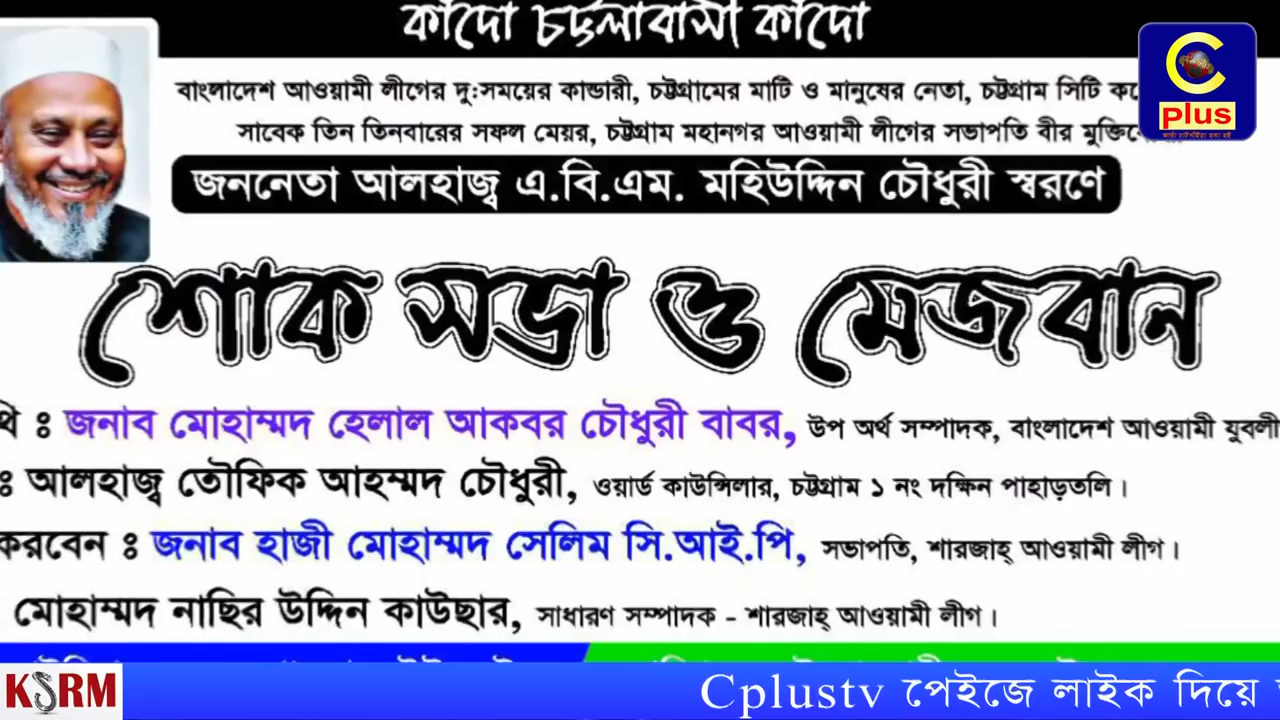 কাঁদো চট্টলাবাসী কাঁদো
বাংলাদেশ আওয়ামী লীগের দু:সময়ের কান্ডারী, চট্টগ্রামের মাটি ও মানুষের নেতা, চট্টগ্রাম সিটি
সাবেক তিন তিনবারের সফল মেয়র, চট্টগ্রাম মহানগর আওয়ামী লীগের সভাপতি বীর
জননেতা আলহাজ্ব এ.বি.এম. মহিউদ্দিন চৌধুরী স্বরণে
শোক সভা ও মেজবান
থি ঃ জনাব মোহাম্মদ হেলাল আকবর চৌধুরী বাবর, উপ অর্থ সম্পাদক, বাংলাদেশ আওয়ামী যুবলী
ঃ আলহাজ্ব তৌফিক আহম্মদ চৌধুরী, ওয়ার্ড কাউন্সিলার, চট্টগ্রাম ১ নং দক্ষিন পাহাড়তলি।
করবেন ঃ জনাব হাজী মোহাম্মদ সেলিম সি.আই.পি, সভাপতি, শারজাহ্ আওয়ামী লীগ।
মোহাম্মদ নাছির উদ্দিন কাউছার, সাধারণ সম্পাদক - শারজাহ্ আওয়ামী লীগ।
C
plus
KSRM
Cplustv পেইজে লাইক দিয়ে